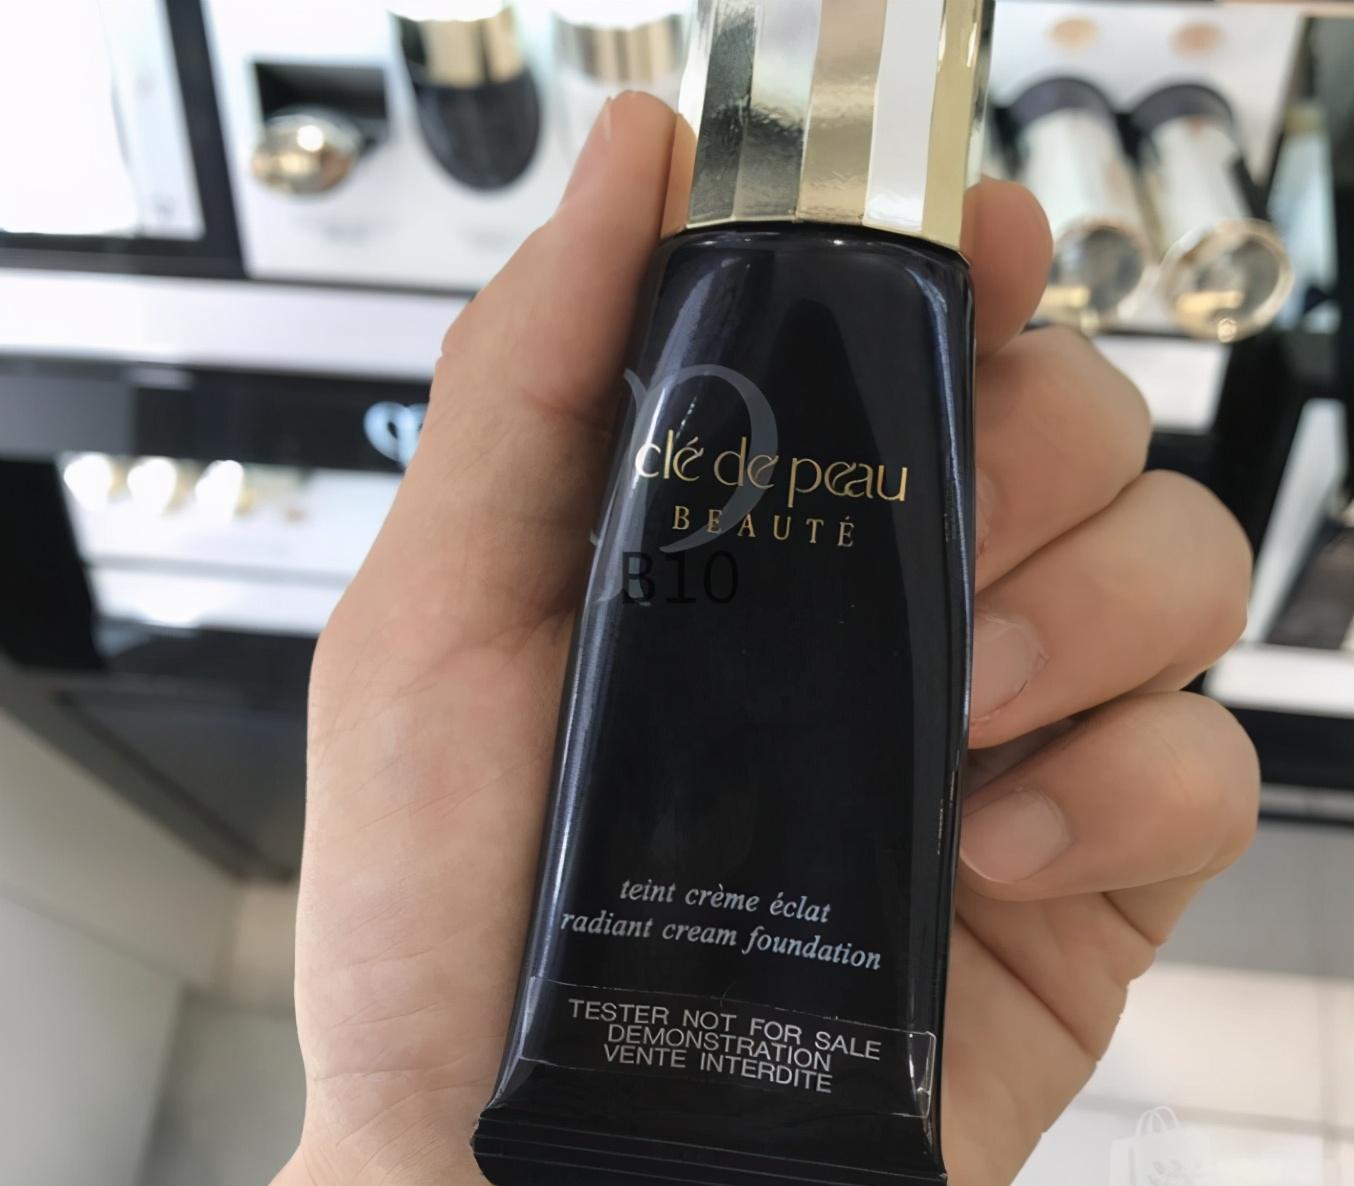 clé de peau
BEAUTÉ
B10
teint crème éclat
radiant cream foundation
TESTER NOT FOR SALE
DEMONSTRATION
VENTE INTERDITE